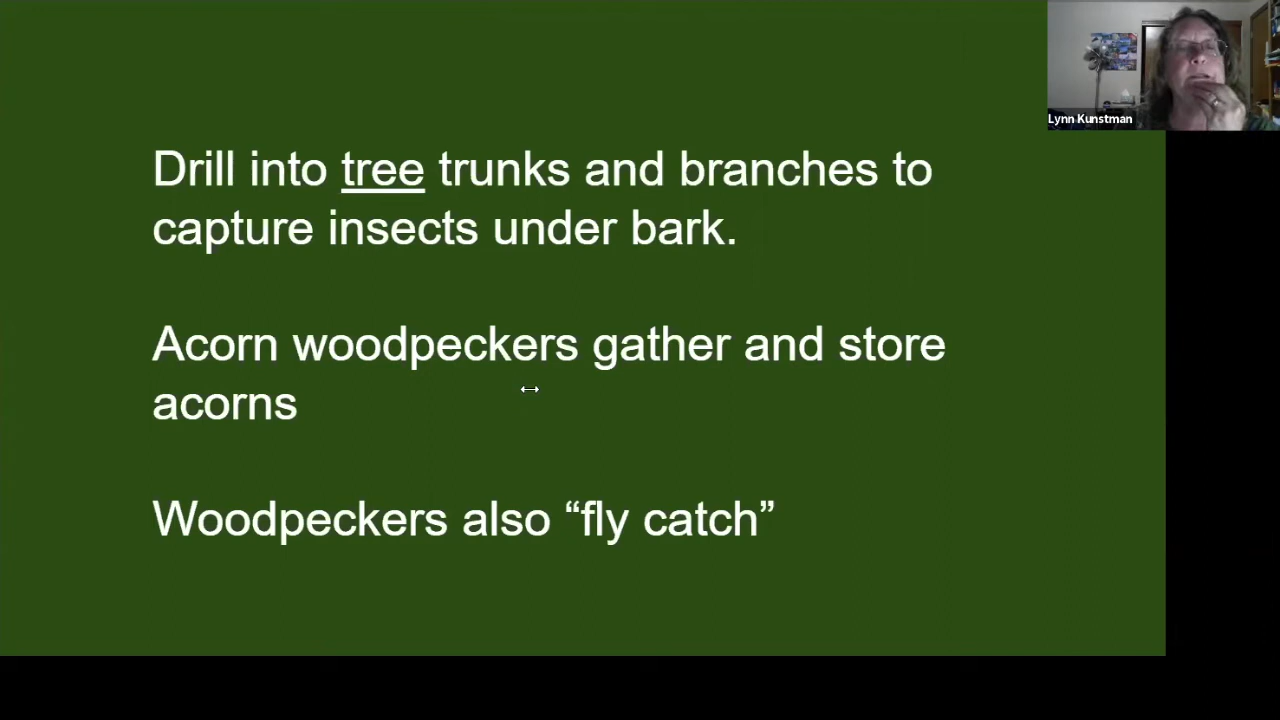 Lynn Kunstman
Drill into tree trunks and branches to
capture insects under bark.
Acorn woodpeckers gather and store
acorns
Woodpeckers also “fly catch”